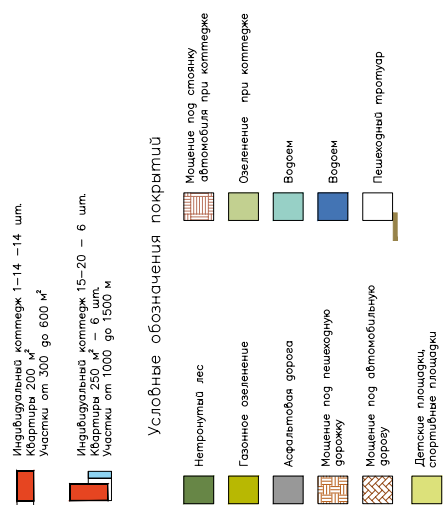 Индивидуальный коттедж 1-14 -14 шт.
Квартиры 200 м²
Участки от 300 до 600 м²
Индивидуальный коттедж 15-20 - 6 шт.
Квартиры 250 м² - 6 шт.
Участки от 1000 до 1500 м
Условные обозначения покрытий
Нетронутый лес
Газонное озеленение
Асфальтовая дорога
Мощение под пешеходную
дорожку
Мощение под автомобильную
дорогу
Детские площадки,
спортивные площадки
Мощение под стоянку
автомобиля при коттедже
Озеленение при коттедже
Водоем
Водоем
Пешеходный тротуар